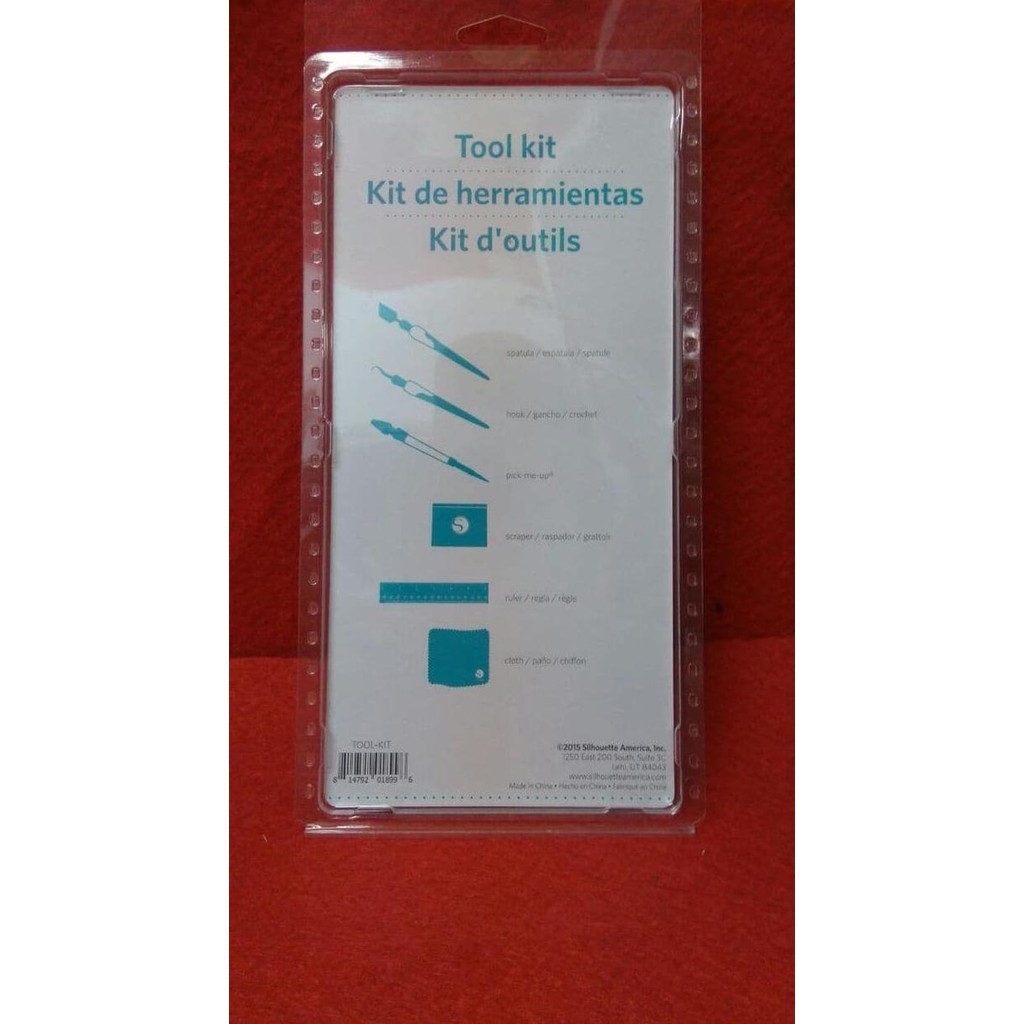 Tool kit
Kit de herramientas
Kit d'outils
spatula / espátula / spatule
hook / gancho / crochet
pick-me-up®
S
scraper / raspador / grattoir
ruler / regla / règle
cloth / paño / chiffon
S
TOOL-KIT
8 14792 01899 6
©2015 Silhouette America, Inc.
1250 East 200 South, Suite 3C
Lehi, UT 84043
www.silhouetteamerica.com
Made in China • Hecho en China • Fabriqué en Chine